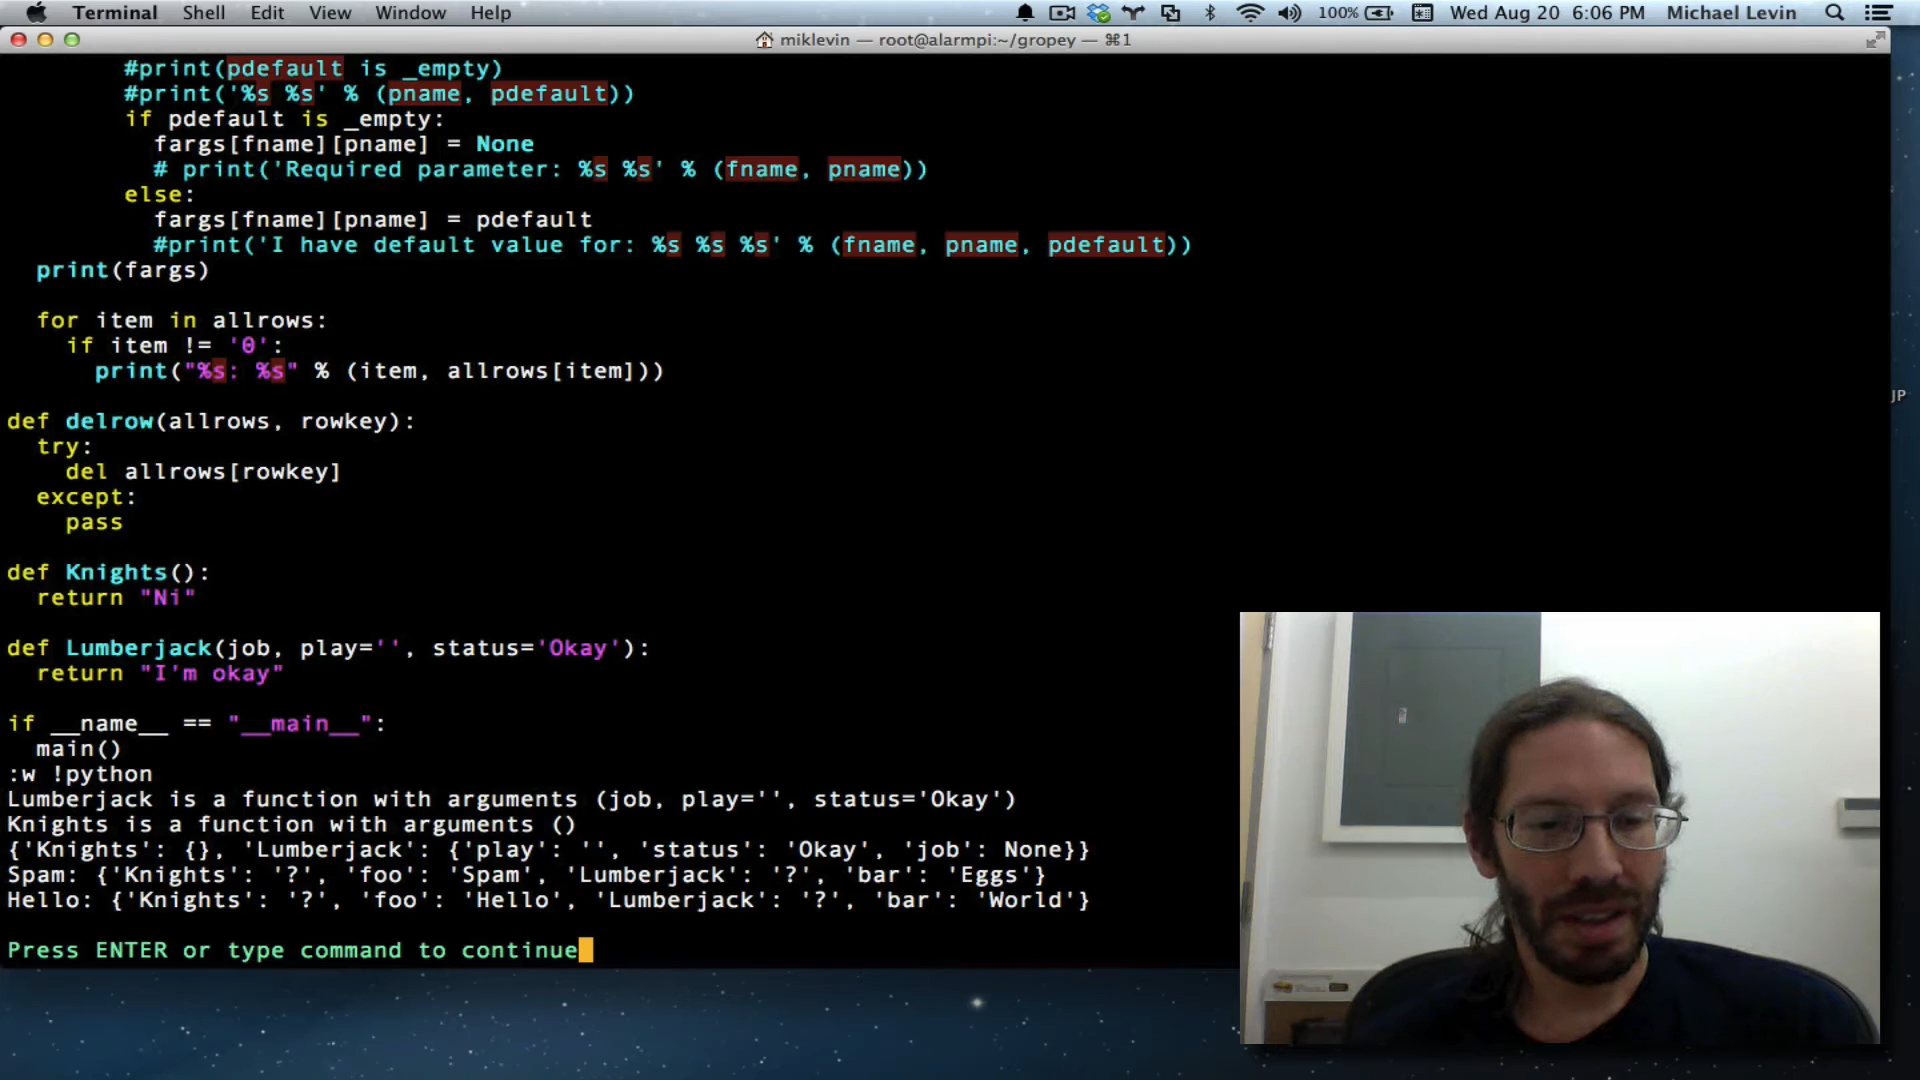 Terminal Shell Edit View Window Help 100% Wed Aug 20 6:06 PM Michael Levin
miklevin — root@alarmpi:~/gropey — ⌘1
#print(pdefault is _empty)
#print('%s %s' % (pname, pdefault))
if pdefault is _empty:
fargs[fname][pname] = None
# print('Required parameter: %s %s' % (fname, pname))
else:
fargs[fname][pname] = pdefault
#print('I have default value for: %s %s %s' % (fname, pname, pdefault))
print(fargs)
for item in allrows:
if item != '0':
print("%s: %s" % (item, allrows[item]))
JP
def delrow(allrows, rowkey):
try:
del allrows[rowkey]
except:
pass
def Knights():
return "Ni"
def Lumberjack(job, play='', status='Okay'):
return "I'm okay"
if __name__ == "__main__":
main()
:w !python
Lumberjack is a function with arguments (job, play='', status='Okay')
Knights is a function with arguments ()
{'Knights': {}, 'Lumberjack': {'play': '', 'status': 'Okay', 'job': None}}
Spam: {'Knights': '?', 'foo': 'Spam', 'Lumberjack': '?', 'bar': 'Eggs'}
Hello: {'Knights': '?', 'foo': 'Hello', 'Lumberjack': '?', 'bar': 'World'}
Press ENTER or type command to continue